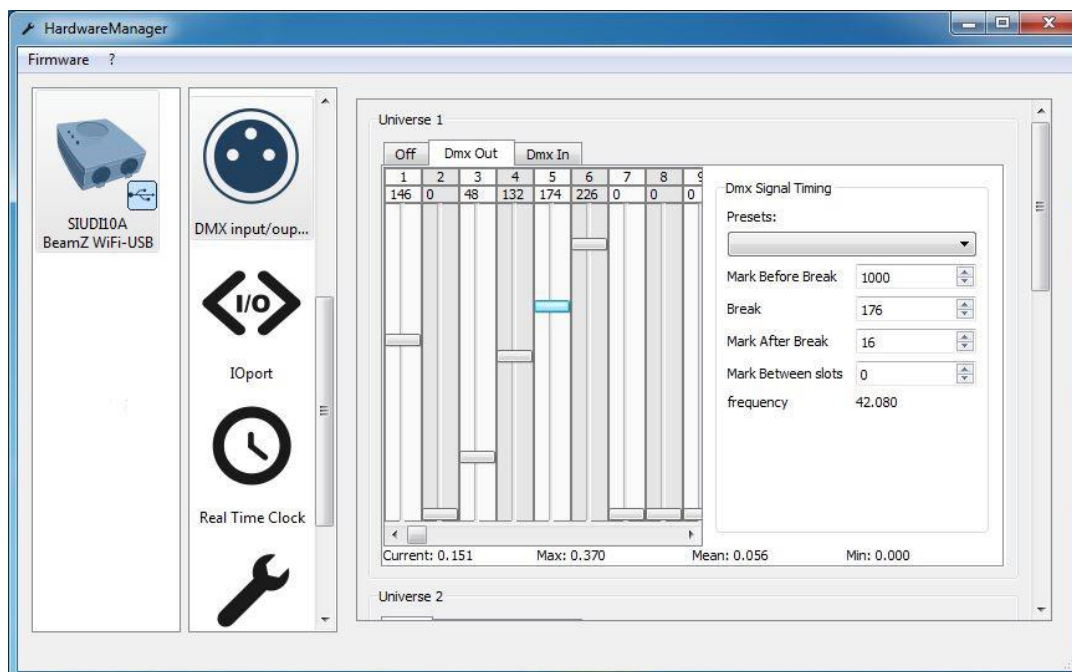 HardwareManager
Firmware ?
SIUDI10A
BeamZ WiFi-USB
DMX input/oup...
I/O
IOport
Real Time Clock
Universe 1
Off Dmx Out Dmx In
1 2 3 4 5 6 7 8 9
146 0 48 132 174 226 0 0 0
Current: 0.151 Max: 0.370 Mean: 0.056 Min: 0.000
Dmx Signal Timing
Presets:
Mark Before Break 1000
Break 176
Mark After Break 16
Mark Between slots 0
frequency 42.080
Universe 2